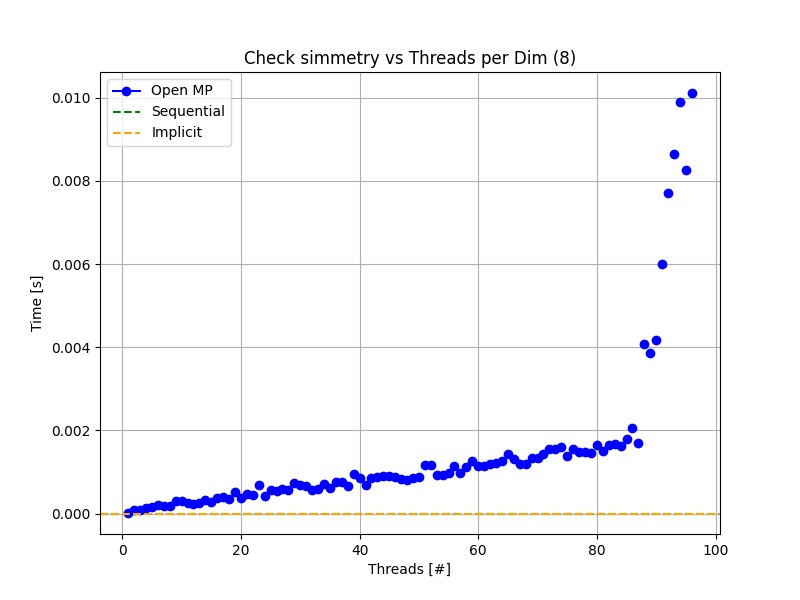 Check simmetry vs Threads per Dim (8)
Open MP
Sequential
Implicit
0.010
0.008
0.006
0.004
0.002
0.000
Time [s]
0 20 40 60 80 100
Threads [#]